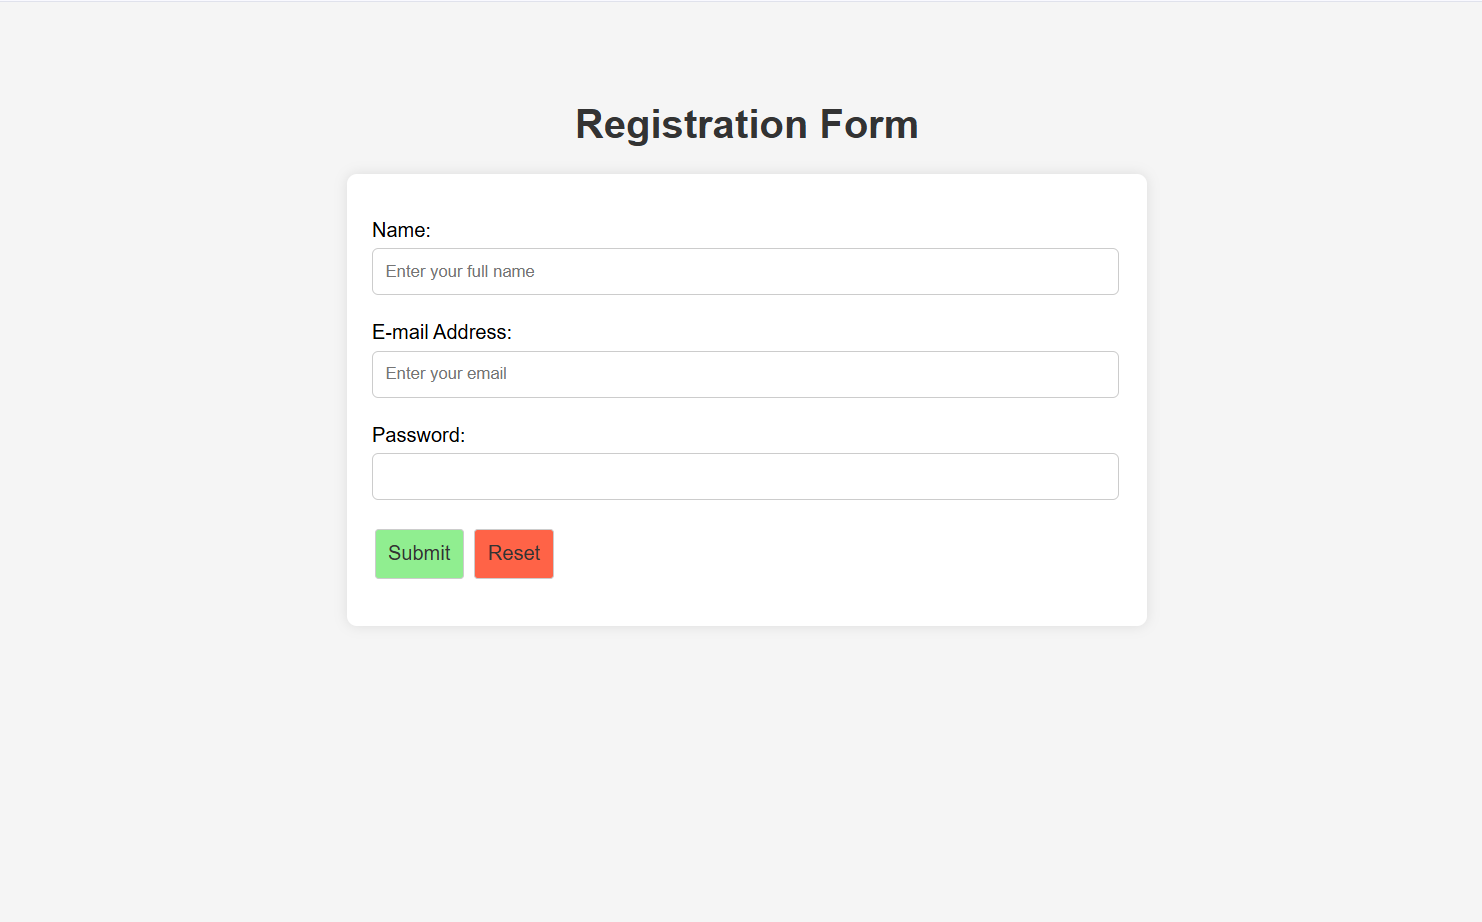 Registration Form
Name:
Enter your full name
E-mail Address:
Enter your email
Password:
Submit Reset